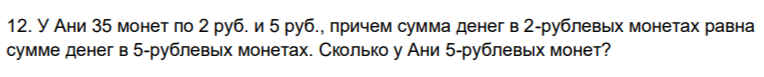 12. У Ани 35 монет по 2 руб. и 5 руб., причем сумма денег в 2-рублевых монетах равна
сумме денег в 5-рублевых монетах. Сколько у Ани 5-рублевых монет?